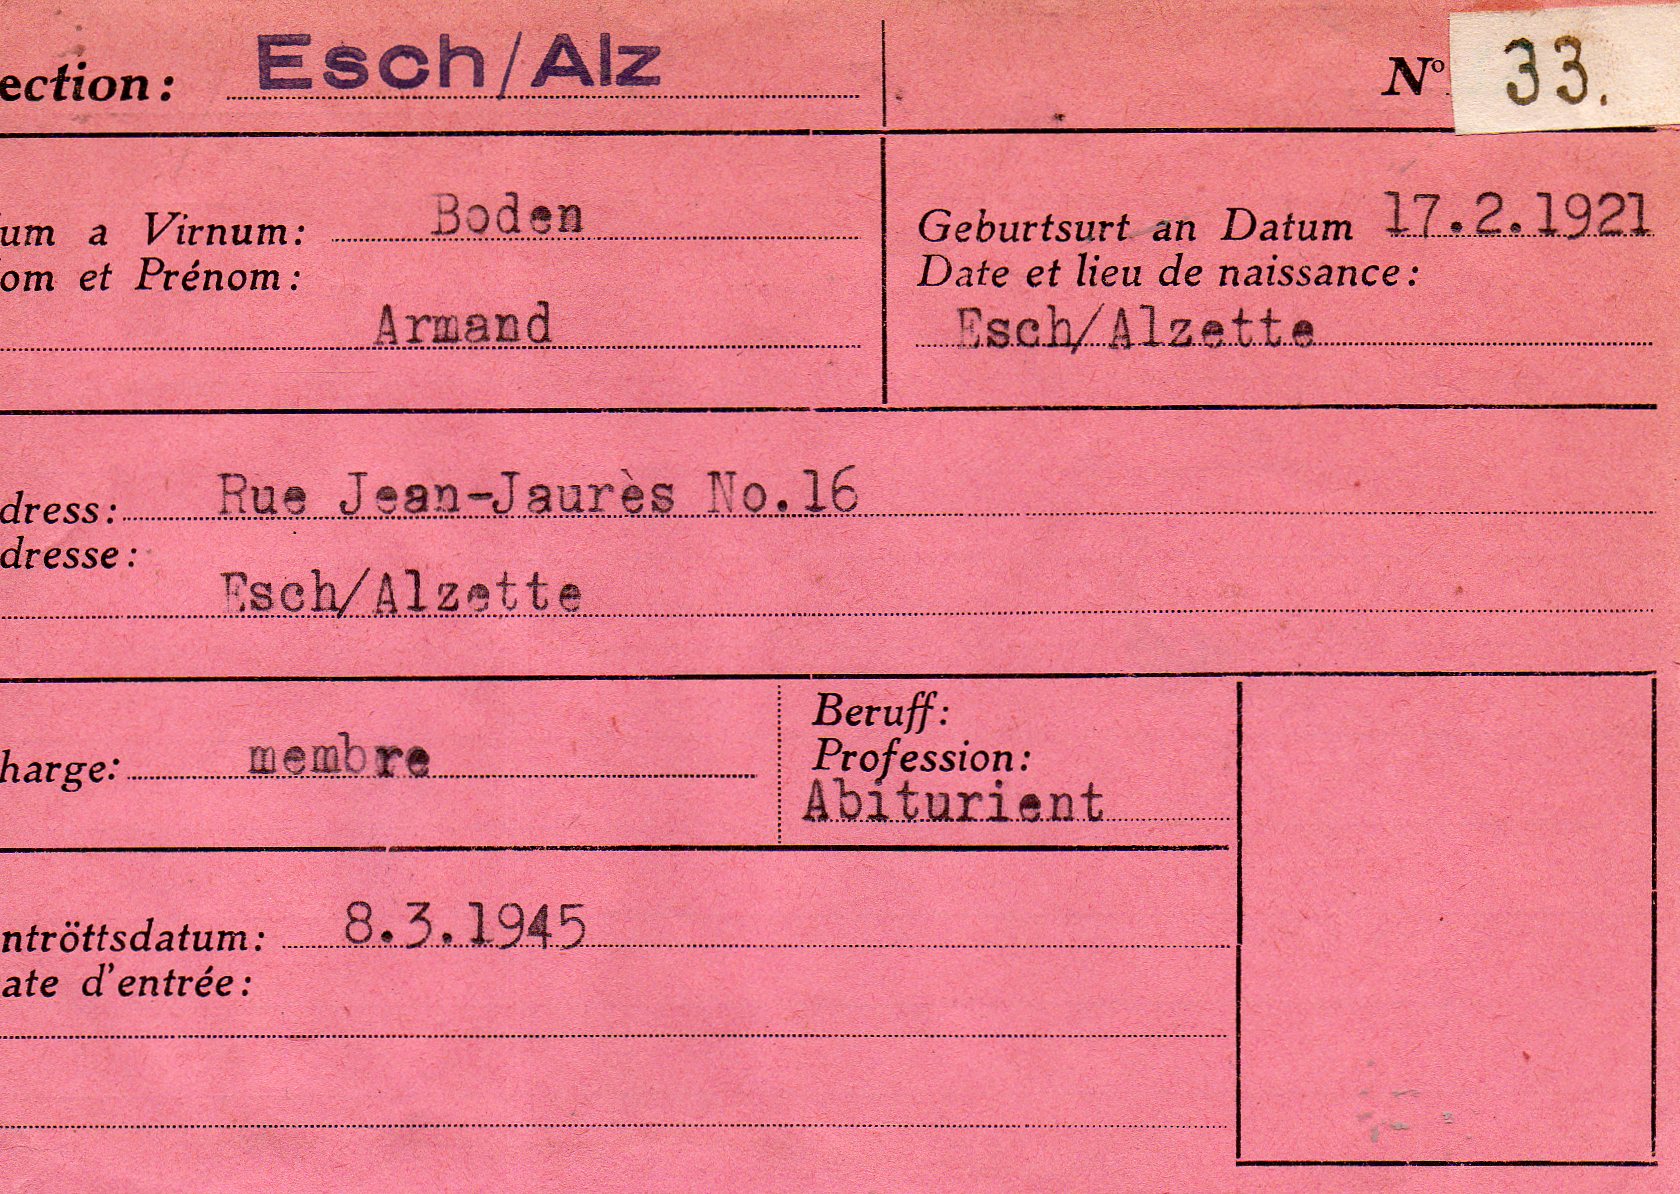 ection: Esch/Alz
Nº 33.
um a Virnum: Boden
om et Prénom:
Armand
Geburtsurt an Datum 17.2.1921
Date et lieu de naissance:
Esch/Alzette
dress: Rue Jean-Jaurès No.16
dresse:
Esch/Alzette
harge: membre
Beruff:
Profession:
Abiturient
ntröttsdatum: 8.3.1945
ate d'entrée: